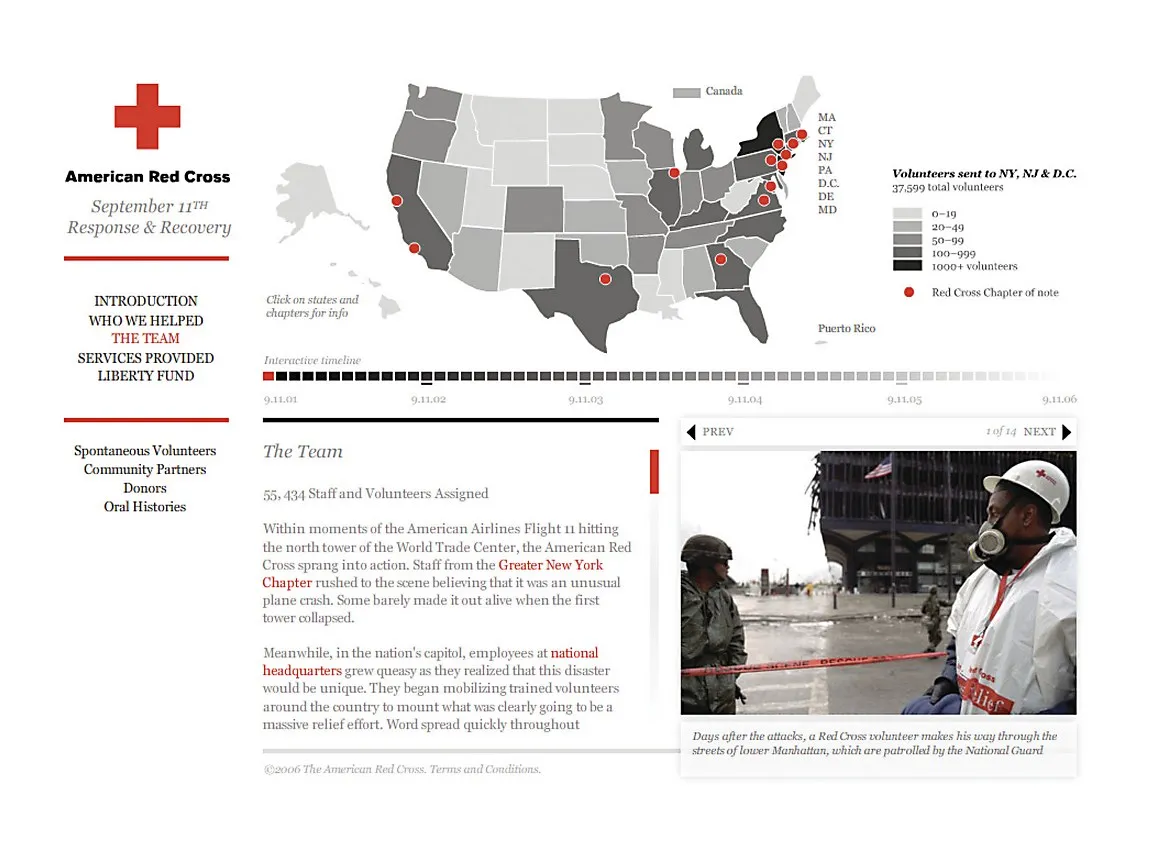 American Red Cross
September 11TH
Response & Recovery
INTRODUCTION
WHO WE HELPED
THE TEAM
SERVICES PROVIDED
LIBERTY FUND
Spontaneous Volunteers
Community Partners
Donors
Oral Histories
Canada
MA
CT
NY
NJ
PA
D.C.
DE
MD
Puerto Rico
Click on states and
chapters for info
Volunteers sent to NY, NJ & D.C.
37,599 total volunteers
0–19
20–49
50–99
100–999
1000+ volunteers
Red Cross Chapter of note
Interactive timeline
9.11.01 9.11.02 9.11.03 9.11.04 9.11.05 9.11.06
The Team
55, 434 Staff and Volunteers Assigned
Within moments of the American Airlines Flight 11 hitting
the north tower of the World Trade Center, the American Red
Cross sprang into action. Staff from the Greater New York
Chapter rushed to the scene believing that it was an unusual
plane crash. Some barely made it out alive when the first
tower collapsed.
Meanwhile, in the nation's capitol, employees at national
headquarters grew queasy as they realized that this disaster
would be unique. They began mobilizing trained volunteers
around the country to mount what was clearly going to be a
massive relief effort. Word spread quickly throughout
©2006 The American Red Cross. Terms and Conditions.
PREV 1 of 14 NEXT
Days after the attacks, a Red Cross volunteer makes his way through the
streets of lower Manhattan, which are patrolled by the National Guard